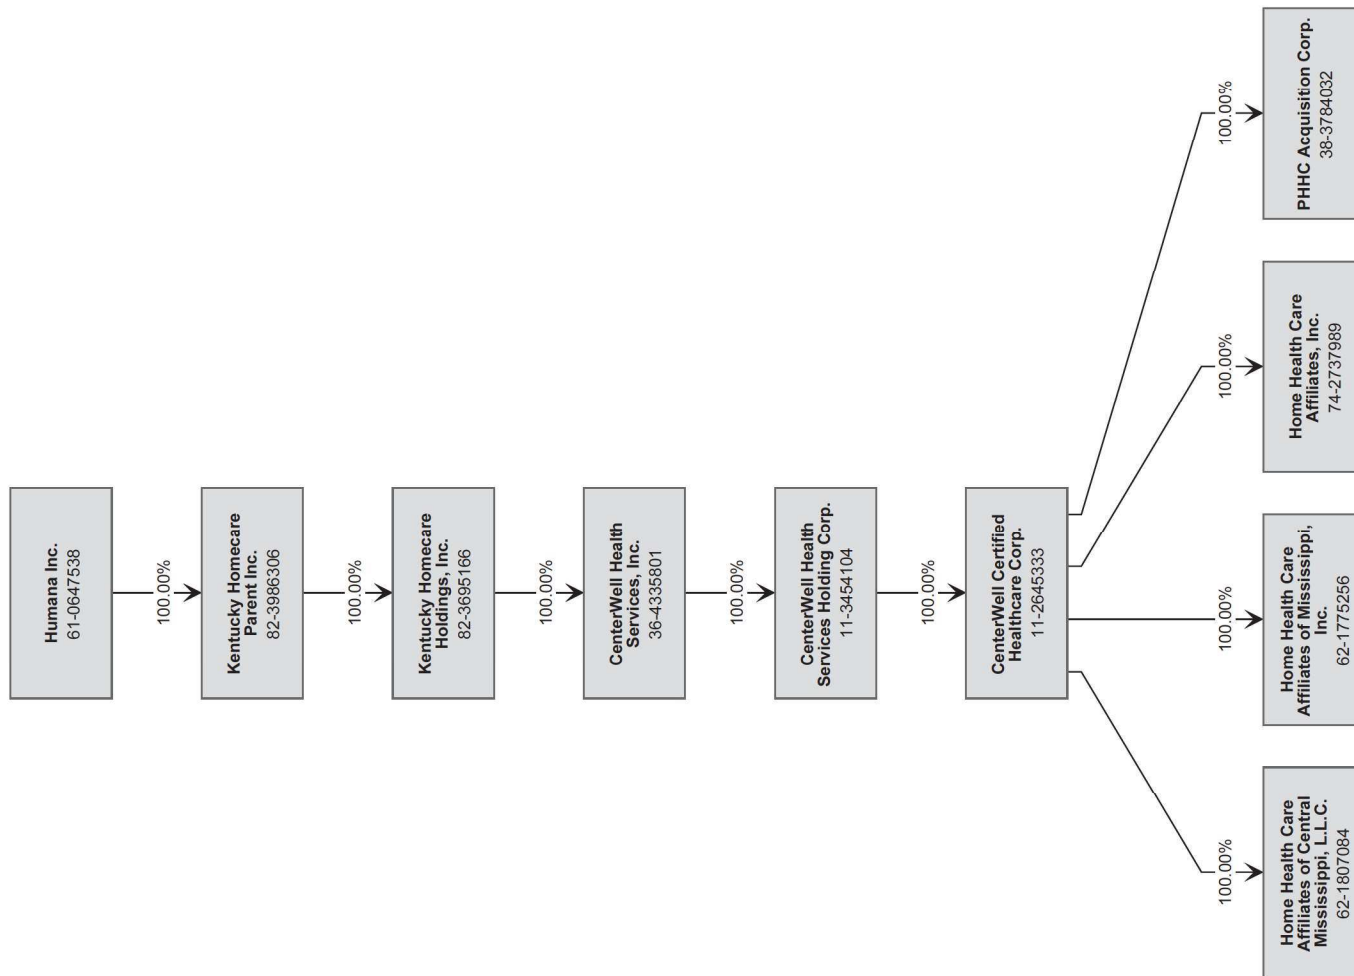 Humana Inc.
61-0647538
100.00%
Kentucky Homecare
Parent Inc.
82-3986306
100.00%
Kentucky Homecare
Holdings, Inc.
82-3695166
100.00%
CenterWell Health
Services, Inc.
36-4335801
100.00%
CenterWell Health
Services Holding Corp.
11-3454104
100.00%
CenterWell Certified
Healthcare Corp.
11-2645333
100.00%
Home Health Care
Affiliates of Central
Mississippi, L.L.C.
62-1807084
100.00%
Home Health Care
Affiliates of Mississippi,
Inc.
62-1775256
100.00%
Home Health Care
Affiliates, Inc.
74-2737989
100.00%
PHHC Acquisition Corp.
38-3784032